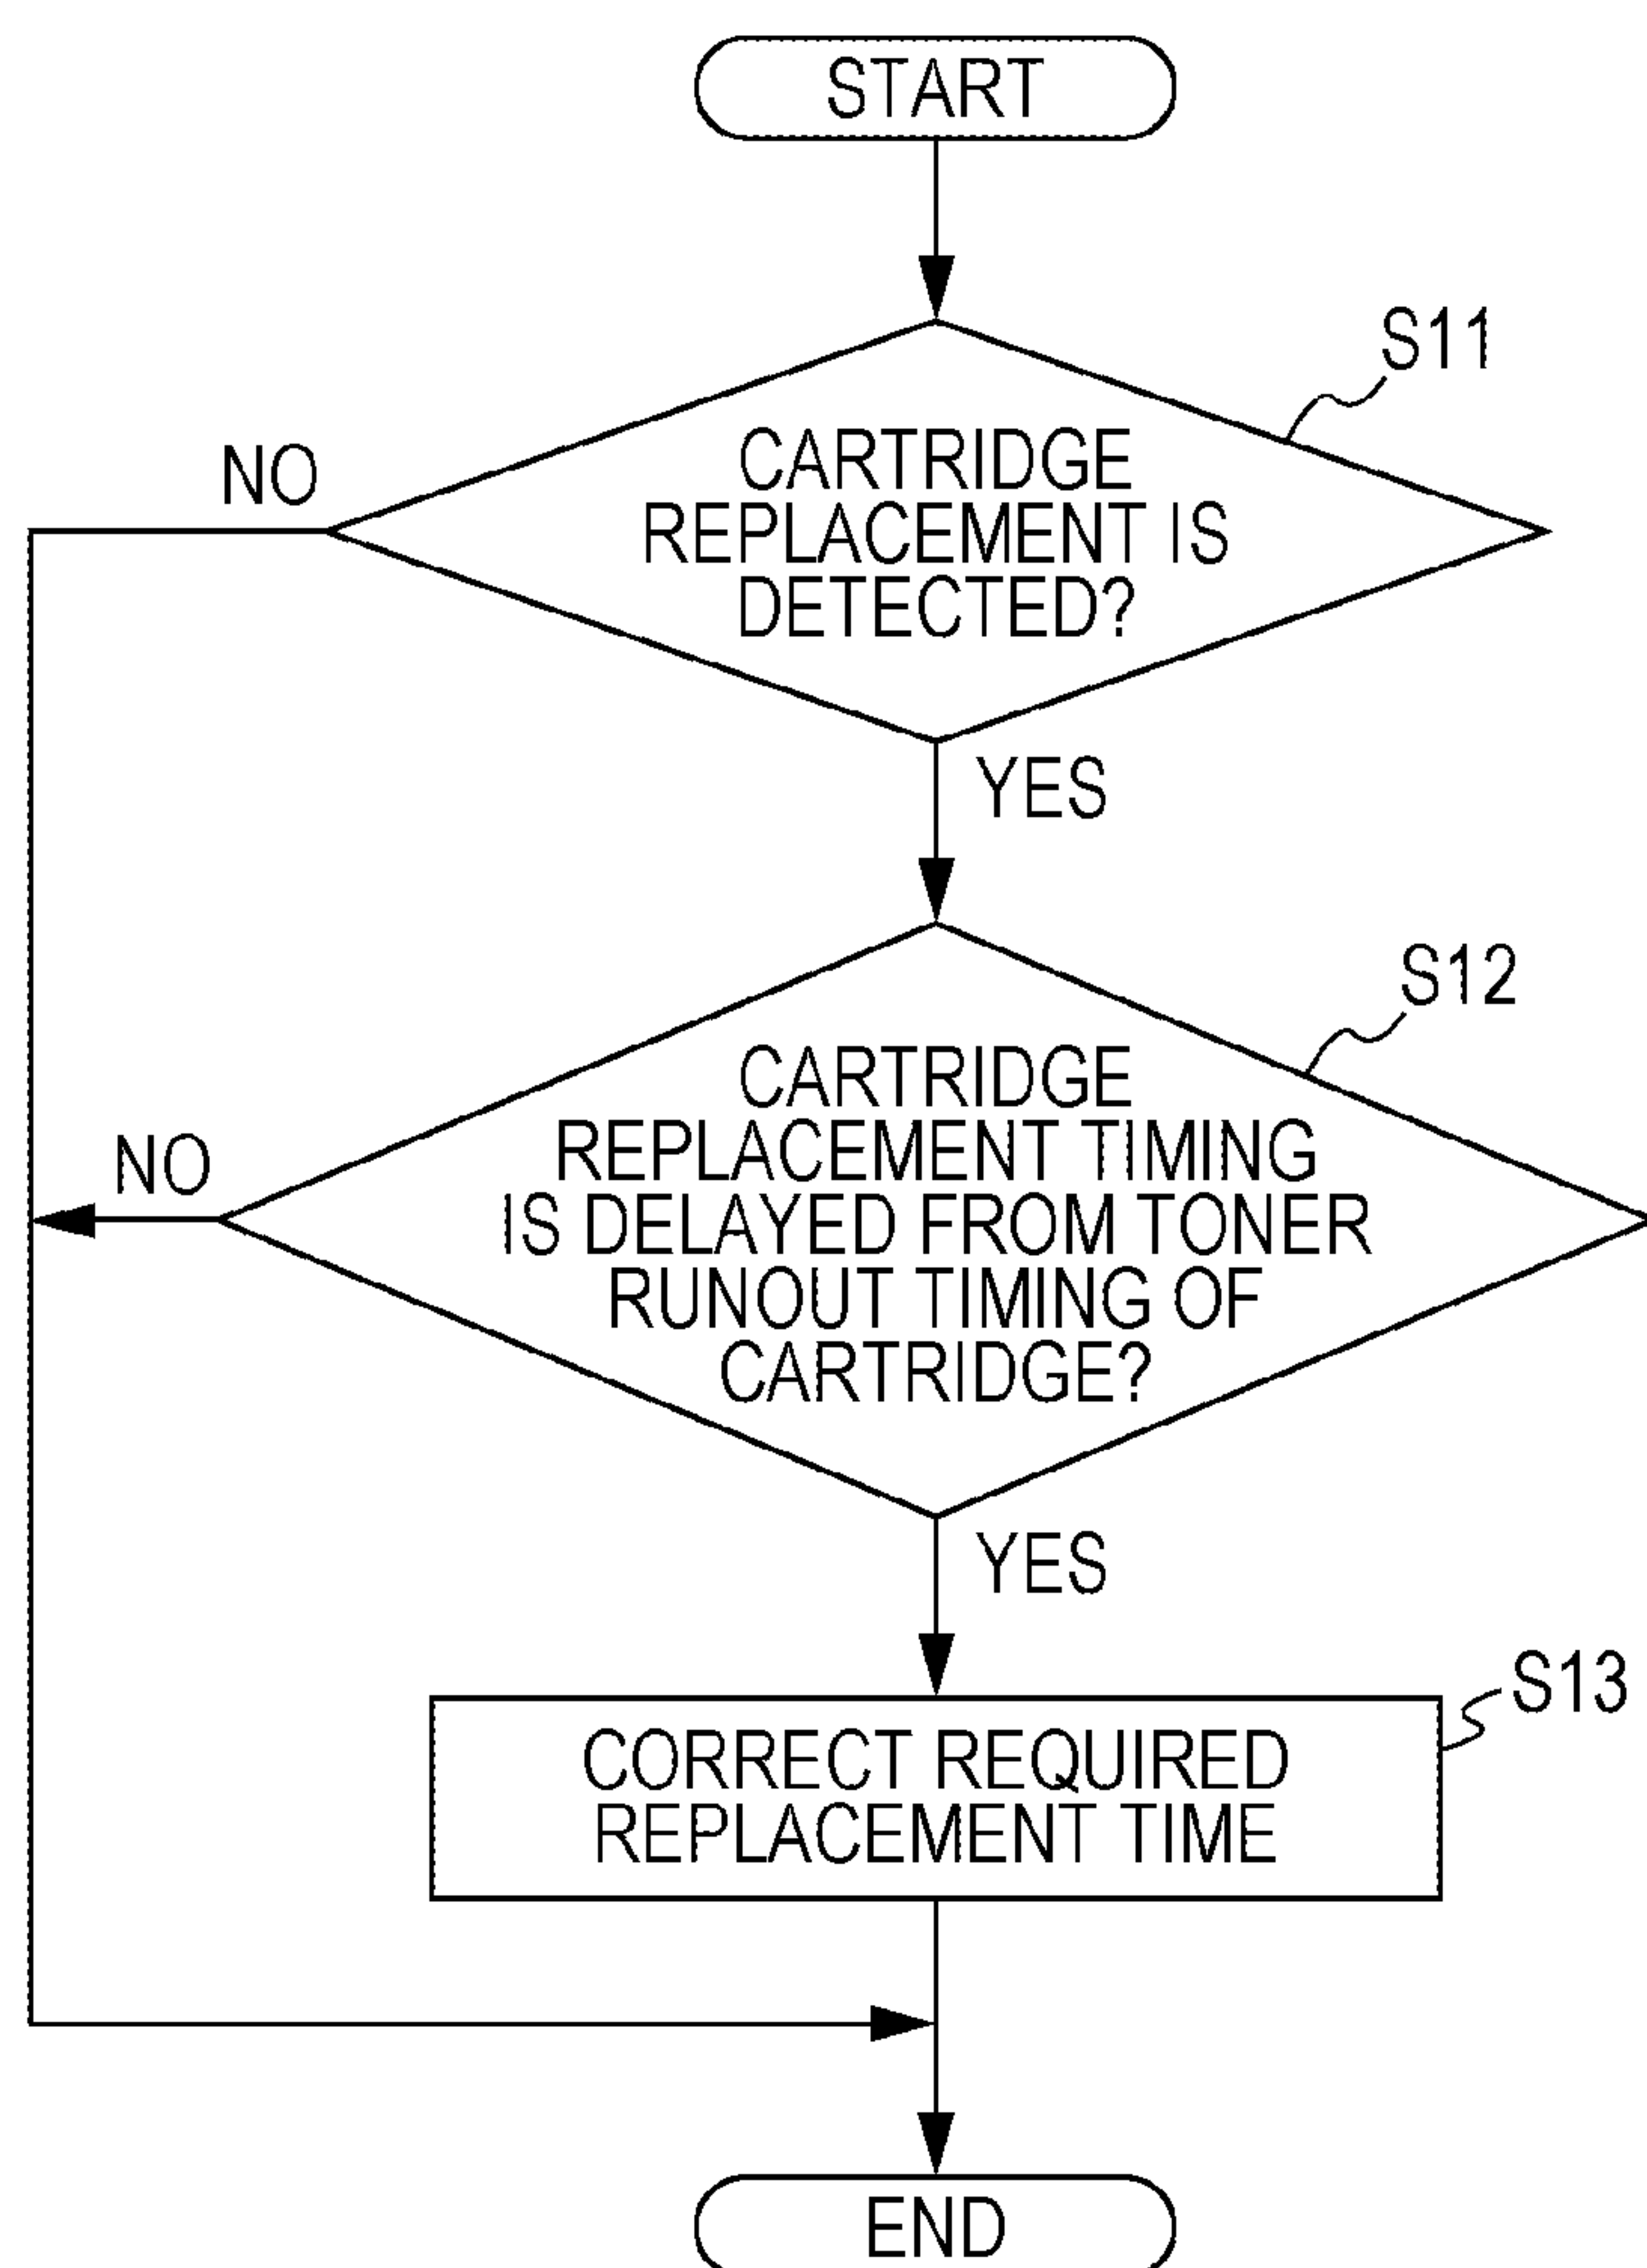 START
S11
CARTRIDGE
REPLACEMENT IS
DETECTED?
NO
YES
S12
CARTRIDGE
REPLACEMENT TIMING
IS DELAYED FROM TONER
RUNOUT TIMING OF
CARTRIDGE?
NO
YES
S13
CORRECT REQUIRED
REPLACEMENT TIME
END